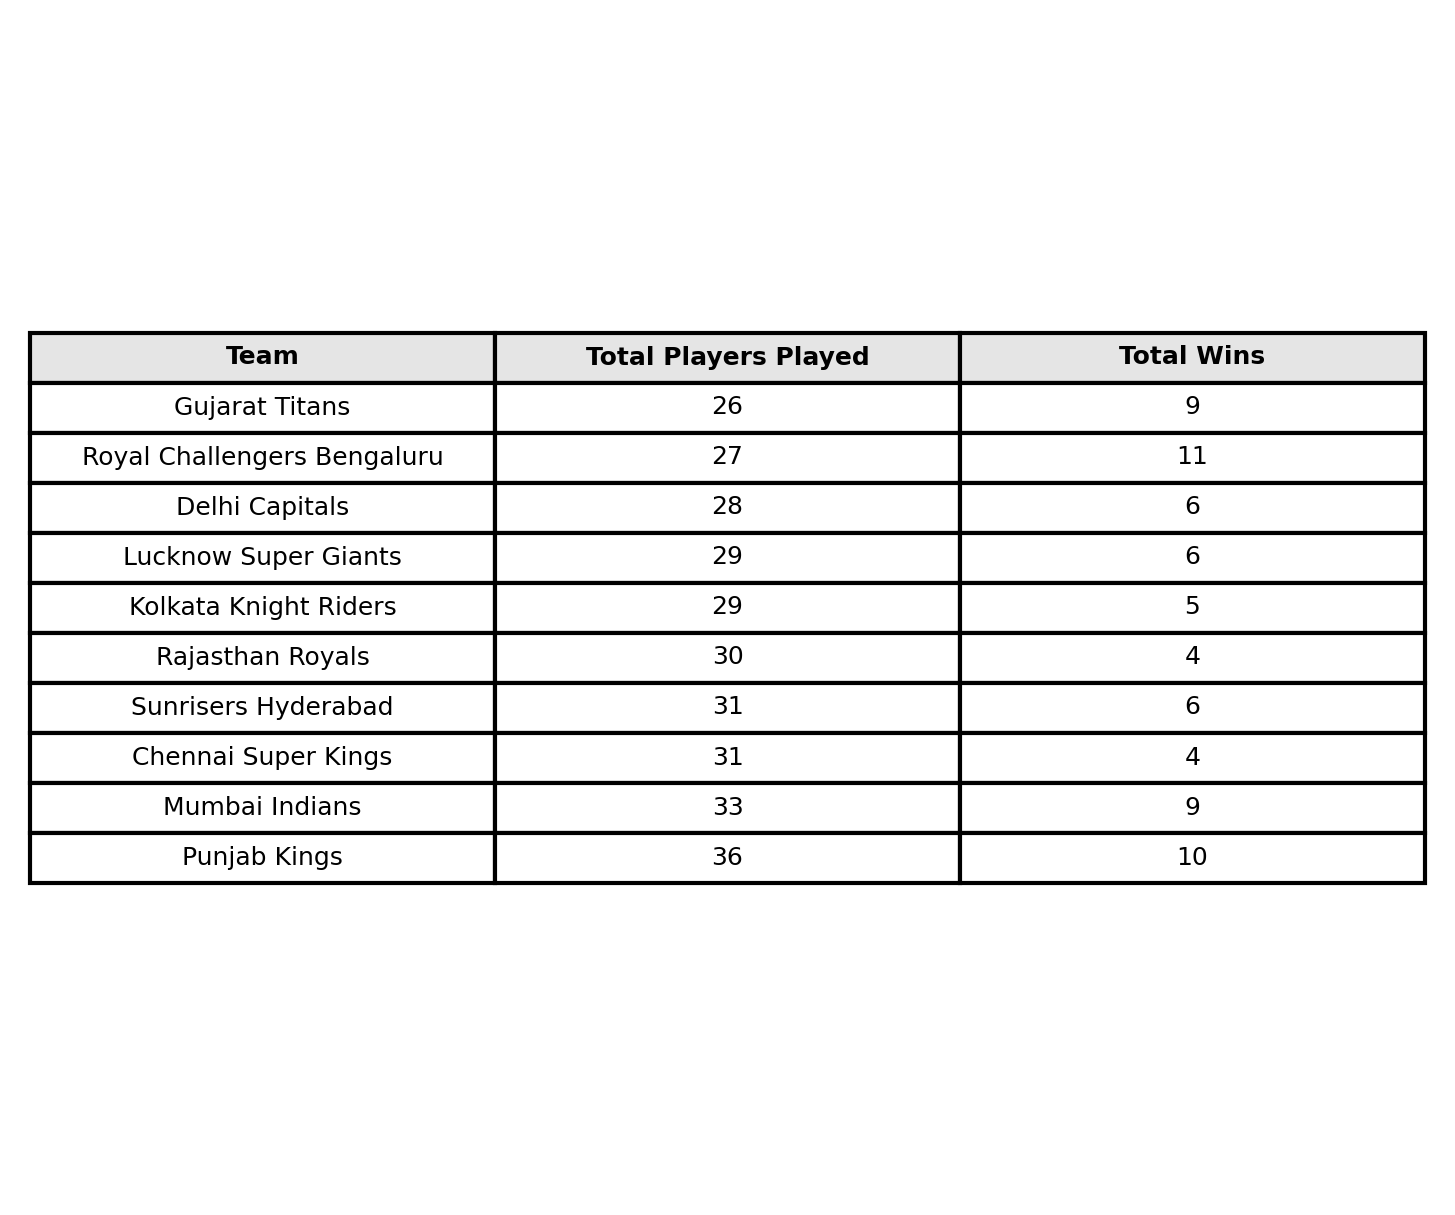 Team Total Players Played Total Wins
Gujarat Titans 26 9
Royal Challengers Bengaluru 27 11
Delhi Capitals 28 6
Lucknow Super Giants 29 6
Kolkata Knight Riders 29 5
Rajasthan Royals 30 4
Sunrisers Hyderabad 31 6
Chennai Super Kings 31 4
Mumbai Indians 33 9
Punjab Kings 36 10